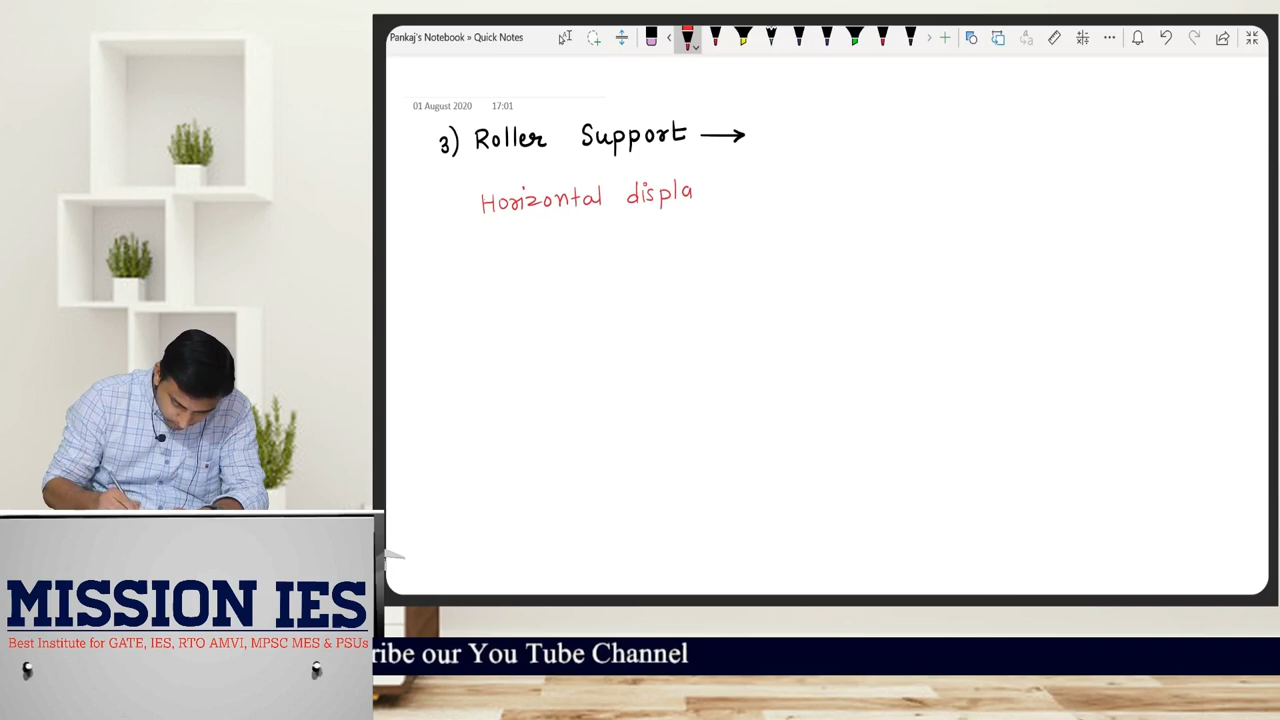 Pankaj's Notebook » Quick Notes
01 August 2020 17:01
3) Roller Support →
Horizontal displa
MISSION IES
Best Institute for GATE, IES, RTO AMVI, MPSC MES & PSUs
ribe our You Tube Channel